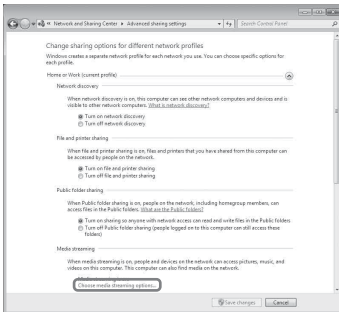 « Network and Sharing Center ▸ Advanced sharing settings
Search Control Panel
Change sharing options for different network profiles
Windows creates a separate network profile for each network you use. You can choose specific options for
each profile.
Home or Work (current profile)
Network discovery
When network discovery is on, this computer can see other network computers and devices and is
visible to other network computers. What is network discovery?
Turn on network discovery
Turn off network discovery
File and printer sharing
When file and printer sharing is on, files and printers that you have shared from this computer can
be accessed by people on the network.
Turn on file and printer sharing
Turn off file and printer sharing
Public folder sharing
When Public folder sharing is on, people on the network, including homegroup members, can
access files in the Public folders. What are the Public folders?
Turn on sharing so anyone with network access can read and write files in the Public folders
Turn off Public folder sharing (people logged on to this computer can still access these
folders)
Media streaming
When media streaming is on, people and devices on the network can access pictures, music, and
videos on this computer. This computer can also find media on the network.
Choose media streaming options...
Save changes
Cancel